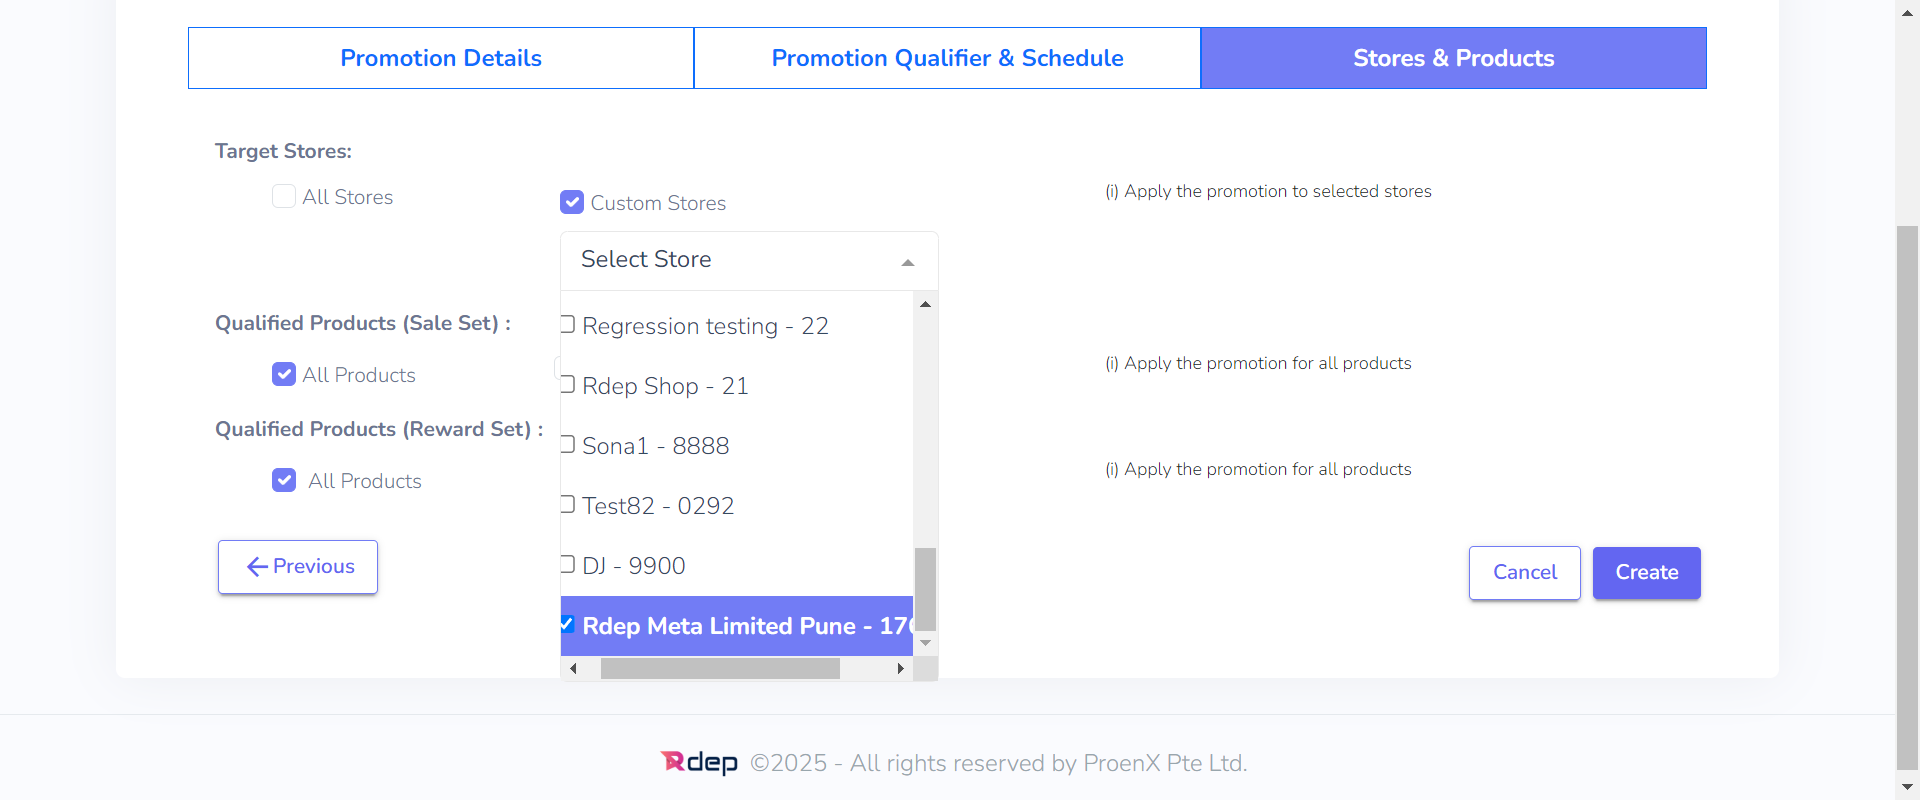 Promotion Details
Promotion Qualifier & Schedule
Stores & Products
Target Stores:
All Stores
Custom Stores
(i) Apply the promotion to selected stores
Select Store
Regression testing - 22
Rdep Shop - 21
Sona1 - 8888
Test82 - 0292
DJ - 9900
Rdep Meta Limited Pune - 17
Qualified Products (Sale Set) :
All Products
(i) Apply the promotion for all products
Qualified Products (Reward Set) :
All Products
(i) Apply the promotion for all products
Previous
Cancel
Create
Rdep ©2025 - All rights reserved by ProenX Pte Ltd.